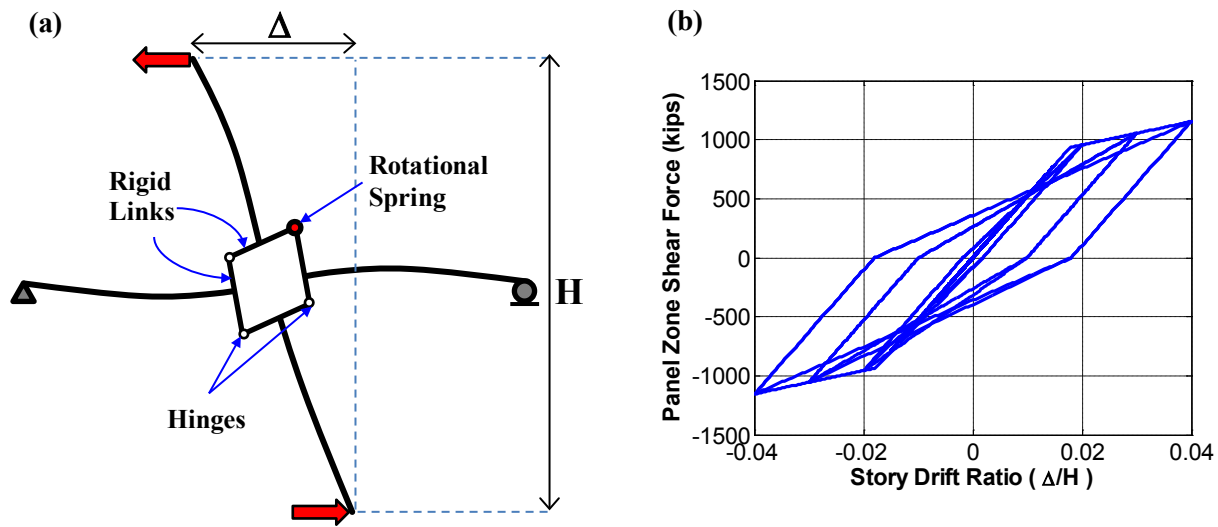 (a)
Δ
Rigid
Links
Rotational
Spring
H
Hinges
(b)
Panel Zone Shear Force (kips)
1500
1000
500
0
-500
-1000
-1500
-0.04
-0.02
0
0.02
0.04
Story Drift Ratio ( Δ/H )